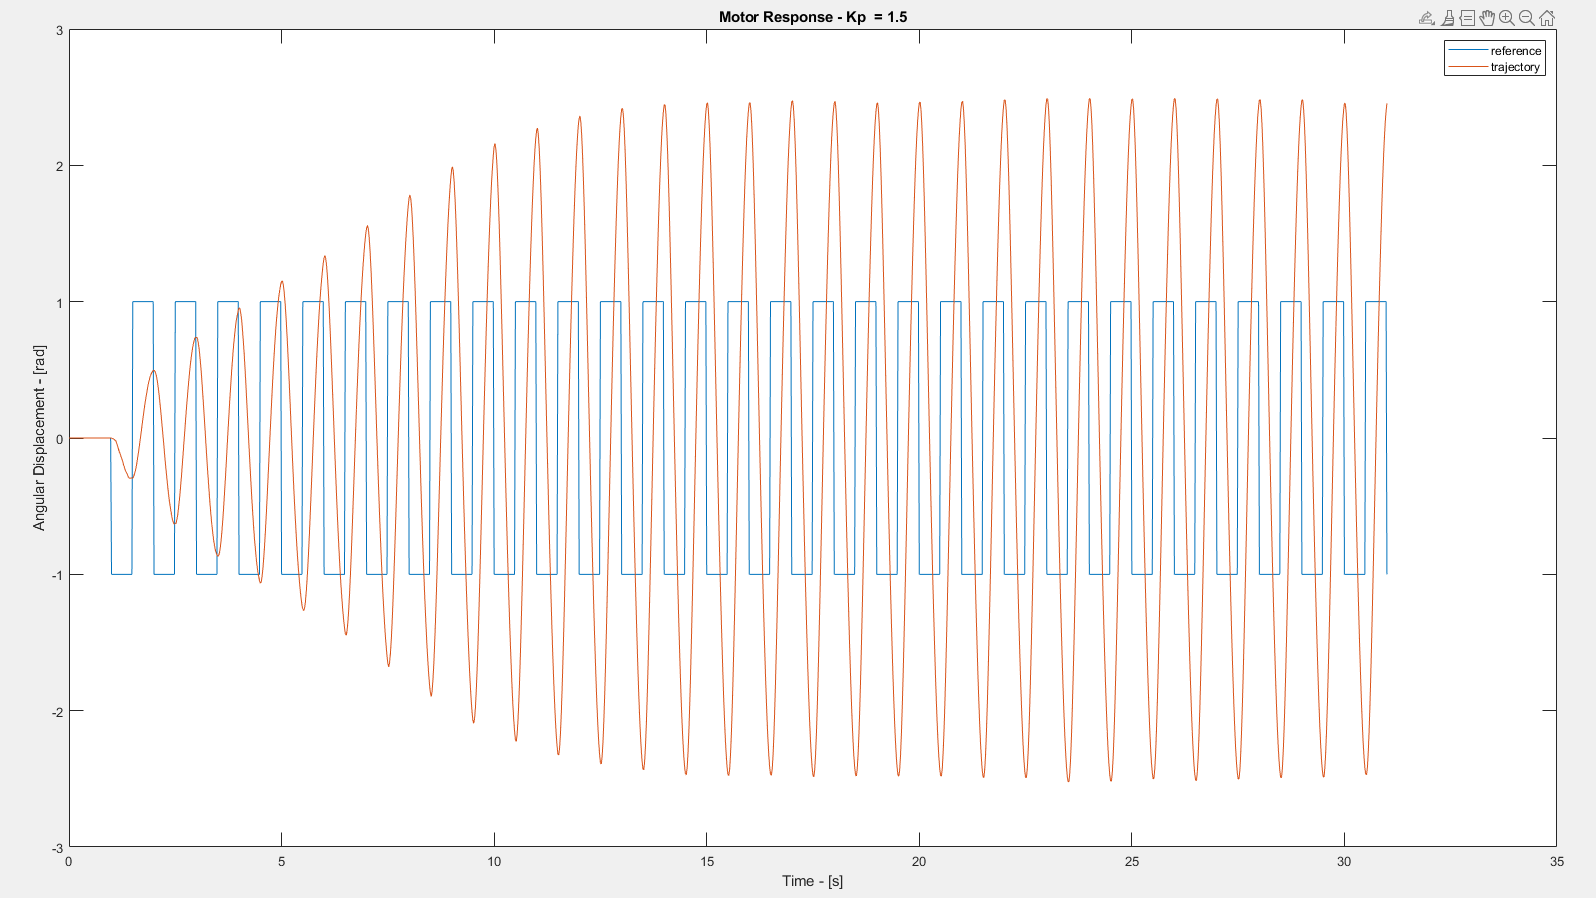 Motor Response - Kp  = 1.5
reference
trajectory
3
2
1
0
-1
-2
-3
Angular Displacement - [rad]
0 5 10 15 20 25 30 35
Time - [s]